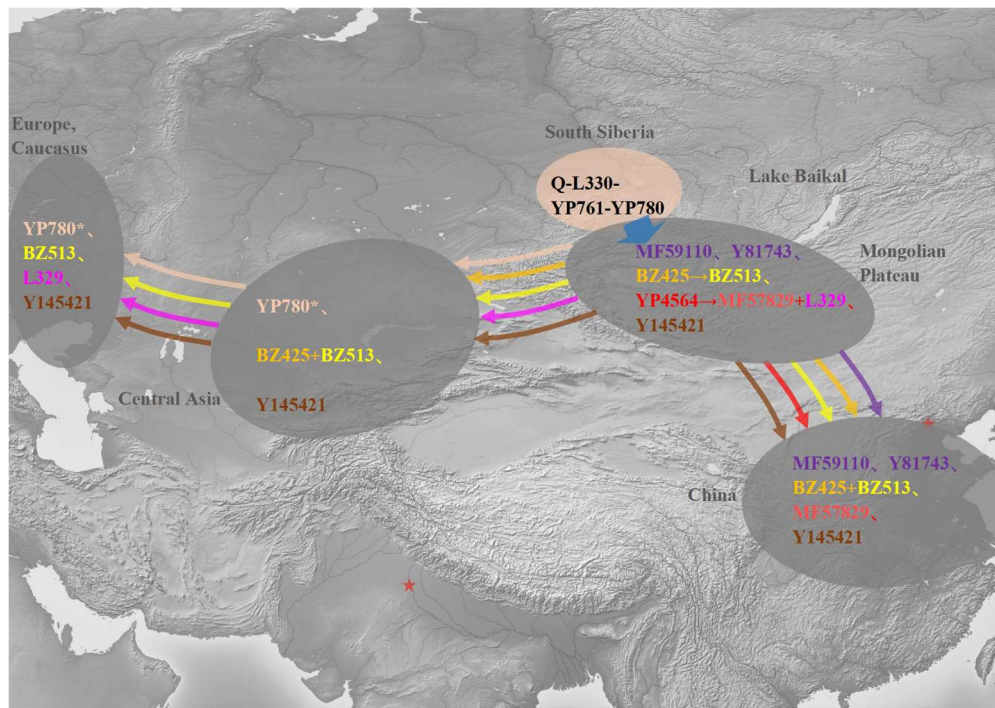 Europe,
Caucasus
YP780*、
BZ513、
L329、
Y145421
South Siberia
Q-L330-
YP761-YP780
Lake Baikal
Mongolian
Plateau
MF59110、Y81743、
BZ425→BZ513、
YP4564→MF57829+L329、
Y145421
YP780*、
BZ425+BZ513、
Y145421
Central Asia
China
MF59110、Y81743、
BZ425+BZ513、
MF57829、
Y145421